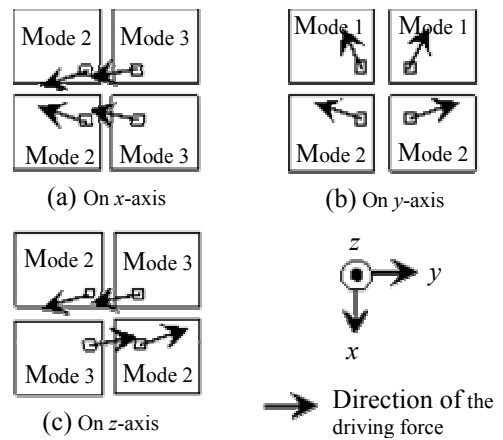 Mode 2 Mode 3
Mode 2 Mode 3
(a) On x-axis
Mode 1 Mode 1
Mode 2 Mode 2
(b) On y-axis
Mode 2 Mode 3
Mode 3 Mode 2
(c) On z-axis
z
y
x
Direction of the
driving force